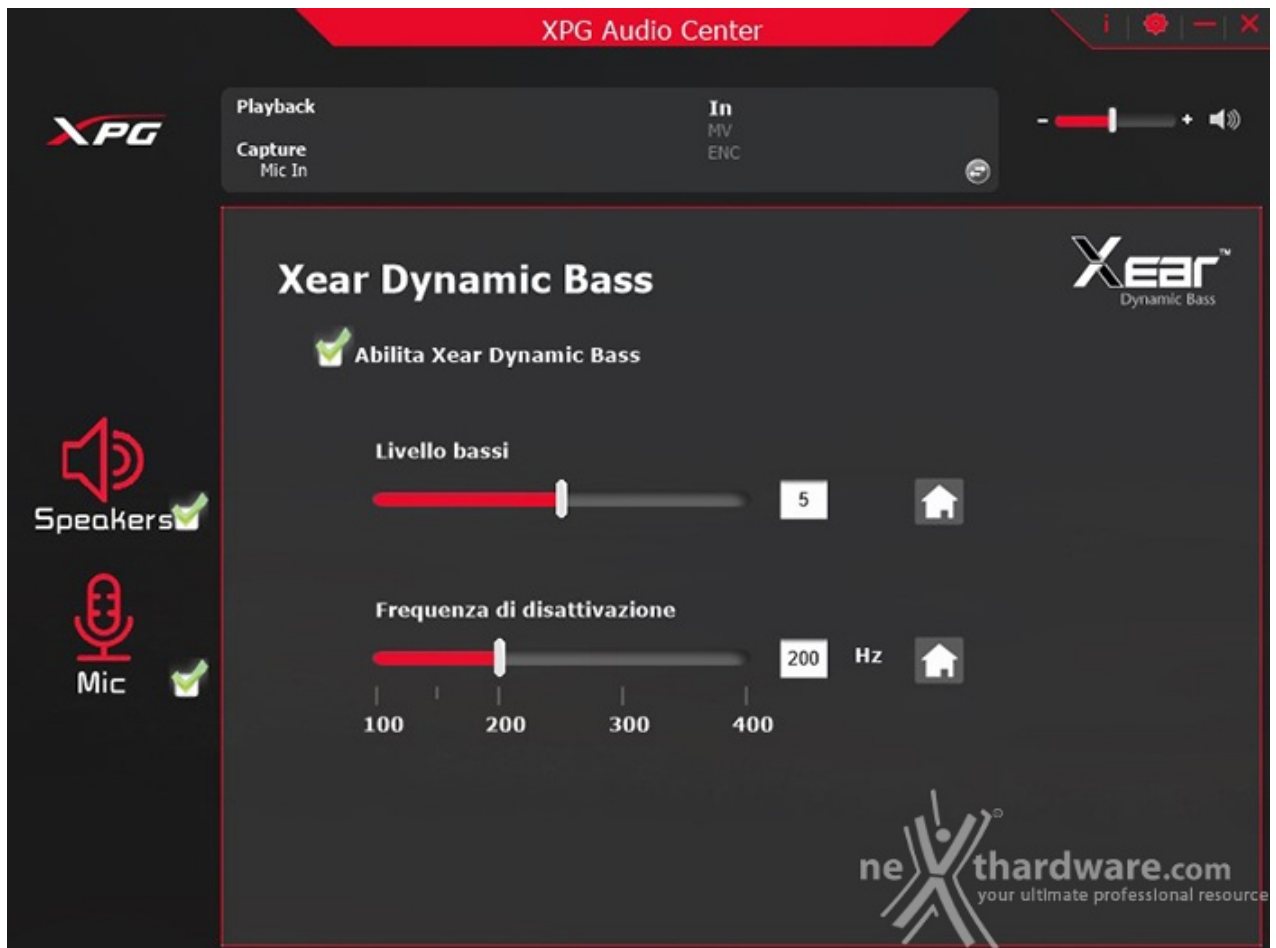 XPG Audio Center
i
XPG
Playback
In
MV
Capture
ENC
Mic In
- +
Xear Dynamic Bass
Xear™
Dynamic Bass
Abilita Xear Dynamic Bass
Livello bassi
5
Speakers
Frequenza di disattivazione
200 Hz
Mic
100 200 300 400
nexthardware.com
your ultimate professional resource